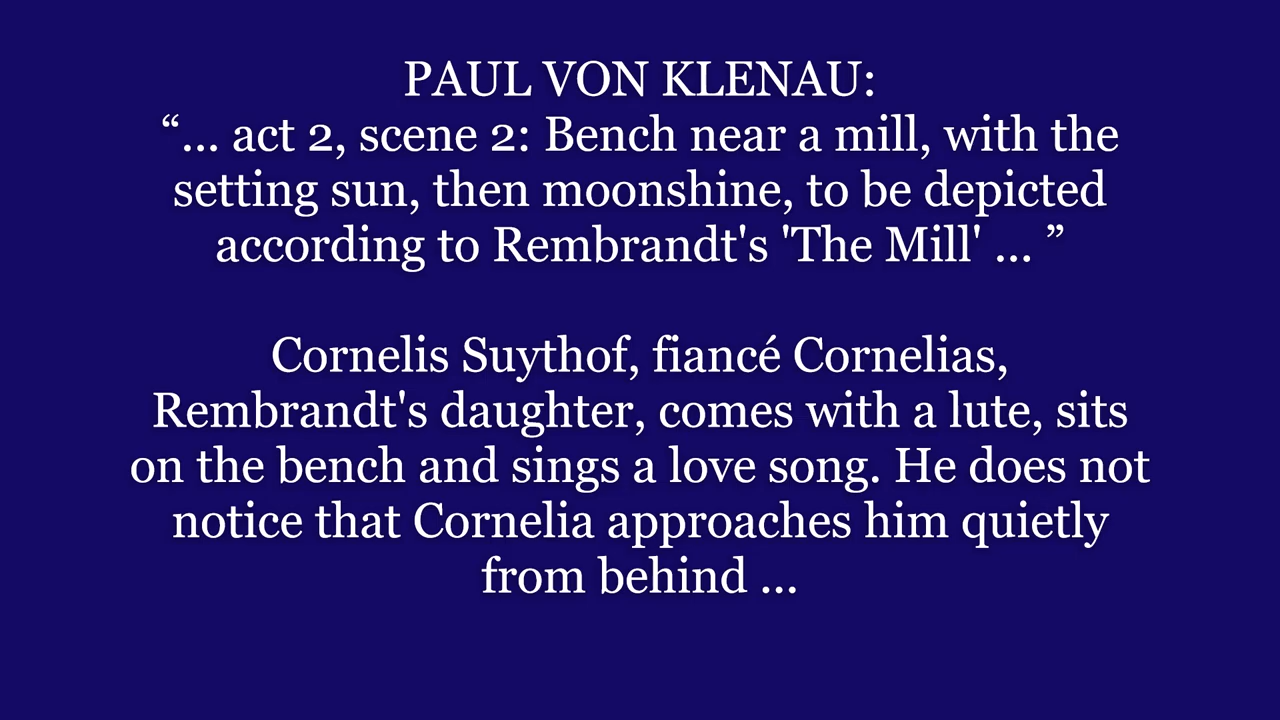 PAUL VON KLENAU:
“... act 2, scene 2: Bench near a mill, with the
setting sun, then moonshine, to be depicted
according to Rembrandt's 'The Mill' ... ”
Cornelis Suythof, fiancé Cornelias,
Rembrandt's daughter, comes with a lute, sits
on the bench and sings a love song. He does not
notice that Cornelia approaches him quietly
from behind ...